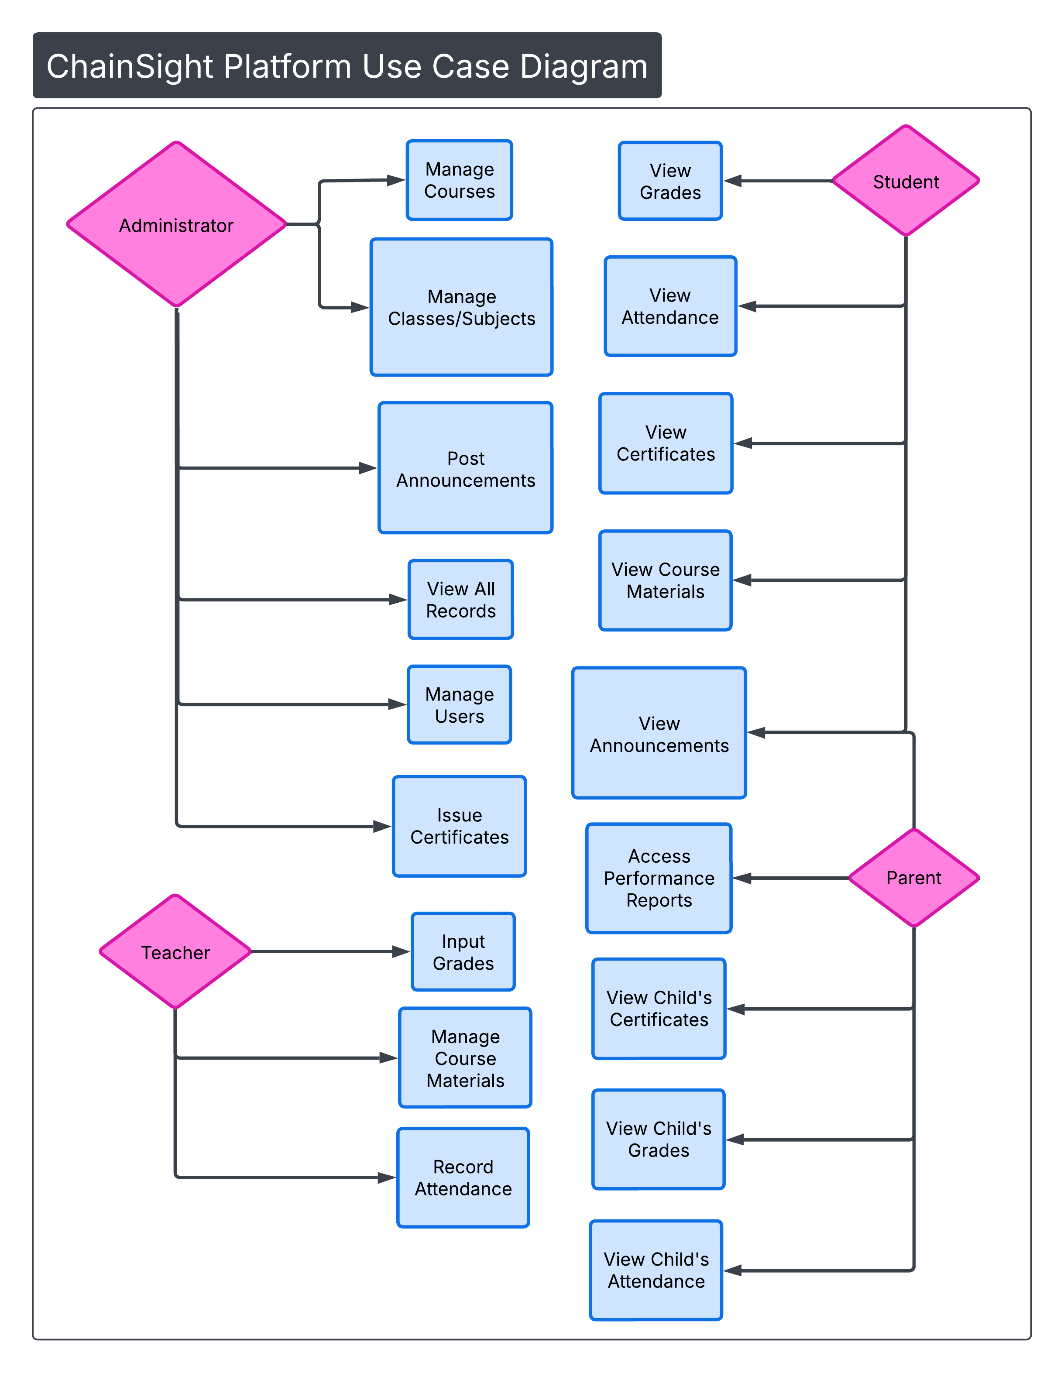 ChainSight Platform Use Case Diagram
Administrator
Manage
Courses
Manage
Classes/Subjects
Post
Announcements
View All
Records
Manage
Users
Issue
Certificates
Teacher
Input
Grades
Manage
Course
Materials
Record
Attendance
Student
View
Grades
View
Attendance
View
Certificates
View Course
Materials
View
Announcements
Parent
Access
Performance
Reports
View Child's
Certificates
View Child's
Grades
View Child's
Attendance